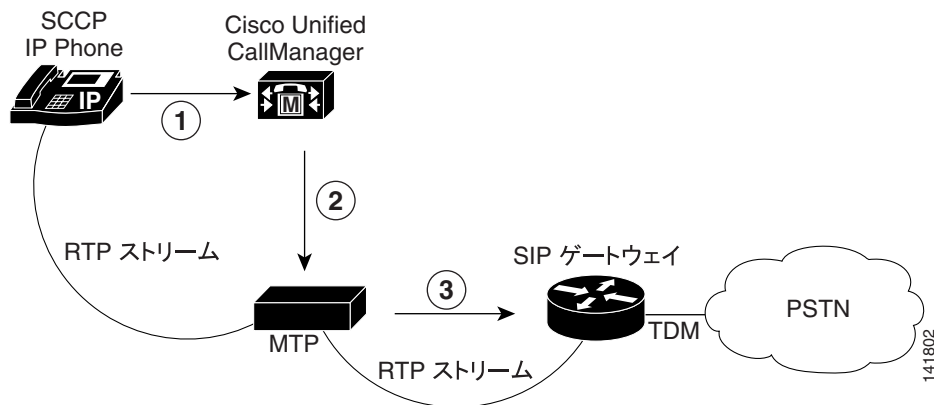 SCCP
IP Phone
Cisco Unified
CallManager
IP
M
1
2
RTP ストリーム
SIP ゲートウェイ
3
PSTN
MTP
TDM
RTP ストリーム
141802